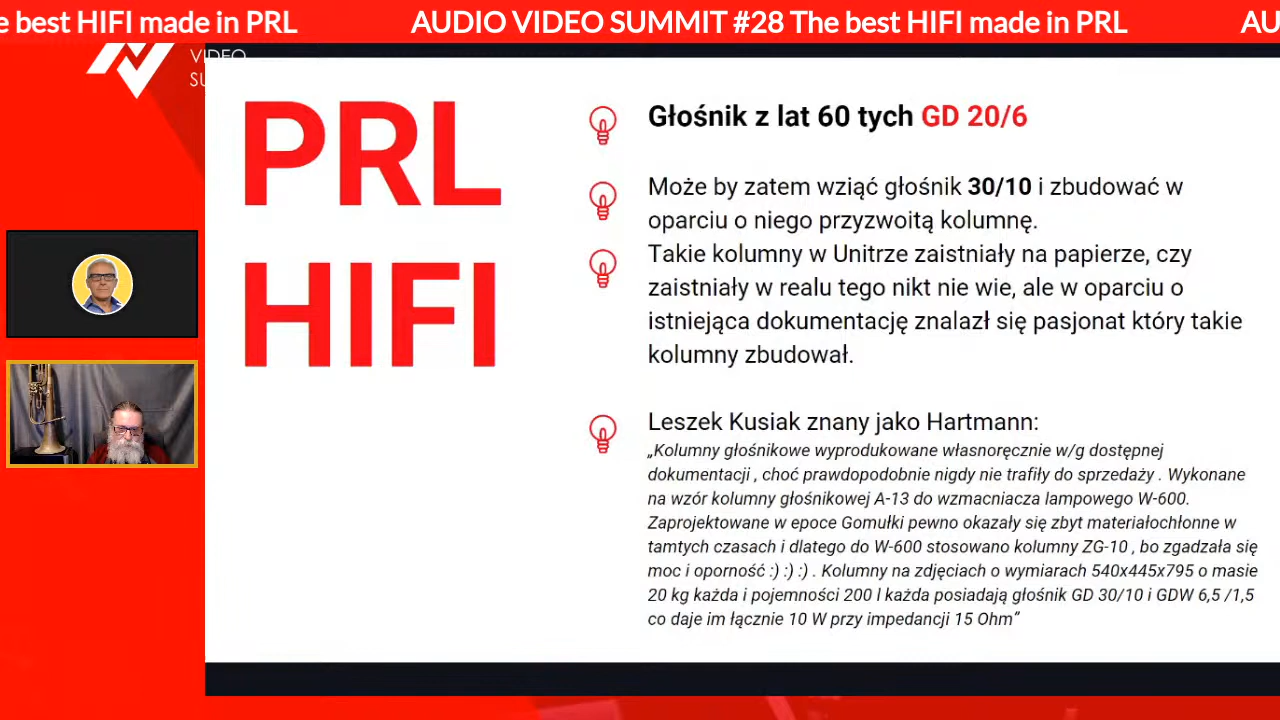 e best HIFI made in PRL AUDIO VIDEO SUMMIT #28 The best HIFI made in PRL AU
VIDEO
SU
PRL
HIFI
Głośnik z lat 60 tych GD 20/6
Może by zatem wziąć głośnik 30/10 i zbudować w
oparciu o niego przyzwoitą kolumnę.
Takie kolumny w Unitrze zaistniały na papierze, czy
zaistniały w realu tego nikt nie wie, ale w oparciu o
istniejąca dokumentację znalazł się pasjonat który takie
kolumny zbudował.
Leszek Kusiak znany jako Hartmann:
„Kolumny głośnikowe wyprodukowane własnoręcznie w/g dostępnej
dokumentacji , choć prawdopodobnie nigdy nie trafiły do sprzedaży . Wykonane
na wzór kolumny głośnikowej A-13 do wzmacniacza lampowego W-600.
Zaprojektowane w epoce Gomułki pewno okazały się zbyt materiałochłonne w
tamtych czasach i dlatego do W-600 stosowano kolumny ZG-10 , bo zgadzała się
moc i oporność :) :) :) . Kolumny na zdjęciach o wymiarach 540x445x795 o masie
20 kg każda i pojemności 200 l każda posiadają głośnik GD 30/10 i GDW 6,5 /1,5
co daje im łącznie 10 W przy impedancji 15 Ohm”